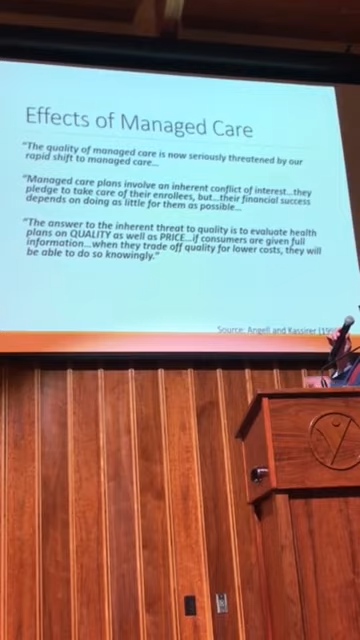 Effects of Managed Care
"The quality of managed care is now seriously threatened by our
rapid shift to managed care...
"Managed care plans involve an inherent conflict of interest...they
pledge to take care of their enrollees, but...their financial success
depends on doing as little for them as possible...
"The answer to the inherent threat to quality is to evaluate health
plans on QUALITY as well as PRICE...if consumers are given full
information...when they trade off quality for lower costs, they will
be able to do so knowingly."
Source: Angell and Kassirer